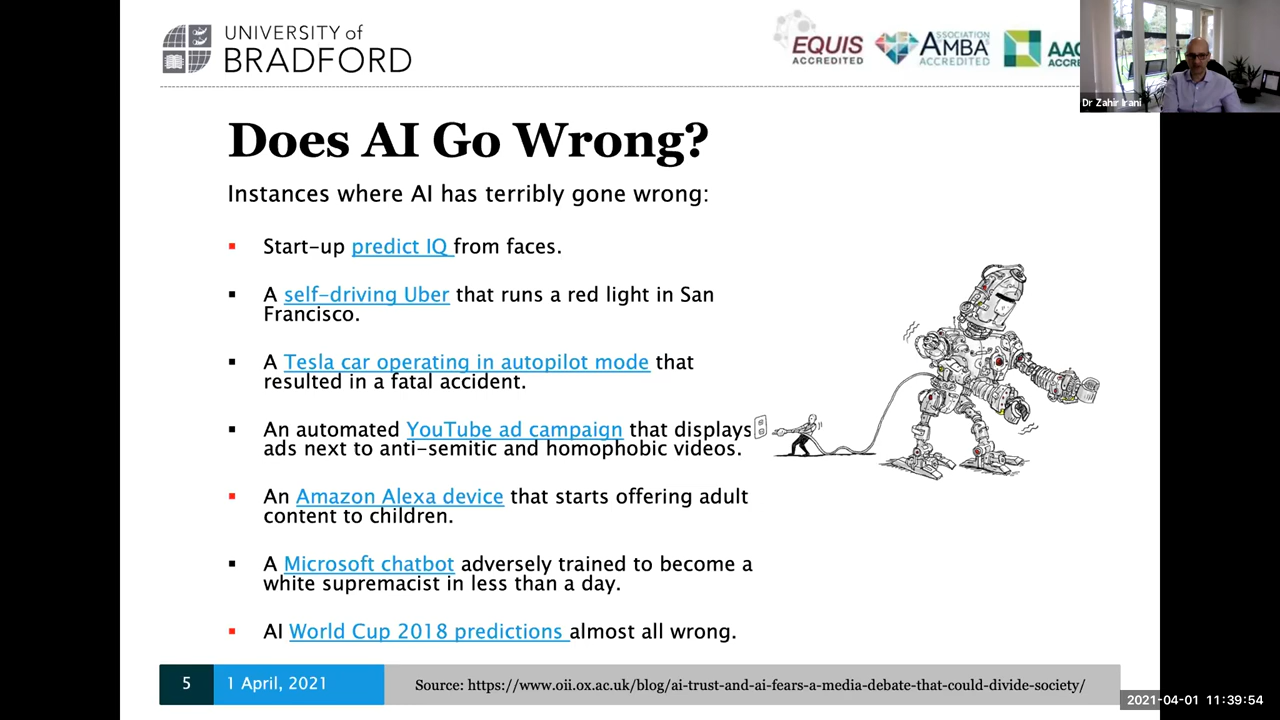 UNIVERSITY of
BRADFORD
EQUIS
ACCREDITED
ASSOCIATION
AMBA
ACCREDITED
Dr Zahir Irani
Does AI Go Wrong?
Instances where AI has terribly gone wrong:
Start-up predict IQ from faces.
A self-driving Uber that runs a red light in San
Francisco.
A Tesla car operating in autopilot mode that
resulted in a fatal accident.
An automated YouTube ad campaign that displays
ads next to anti-semitic and homophobic videos.
An Amazon Alexa device that starts offering adult
content to children.
A Microsoft chatbot adversely trained to become a
white supremacist in less than a day.
AI World Cup 2018 predictions almost all wrong.
5
1 April, 2021
Source: https://www.oii.ox.ac.uk/blog/ai-trust-and-ai-fears-a-media-debate-that-could-divide-society/
2021-04-01 11:39:54